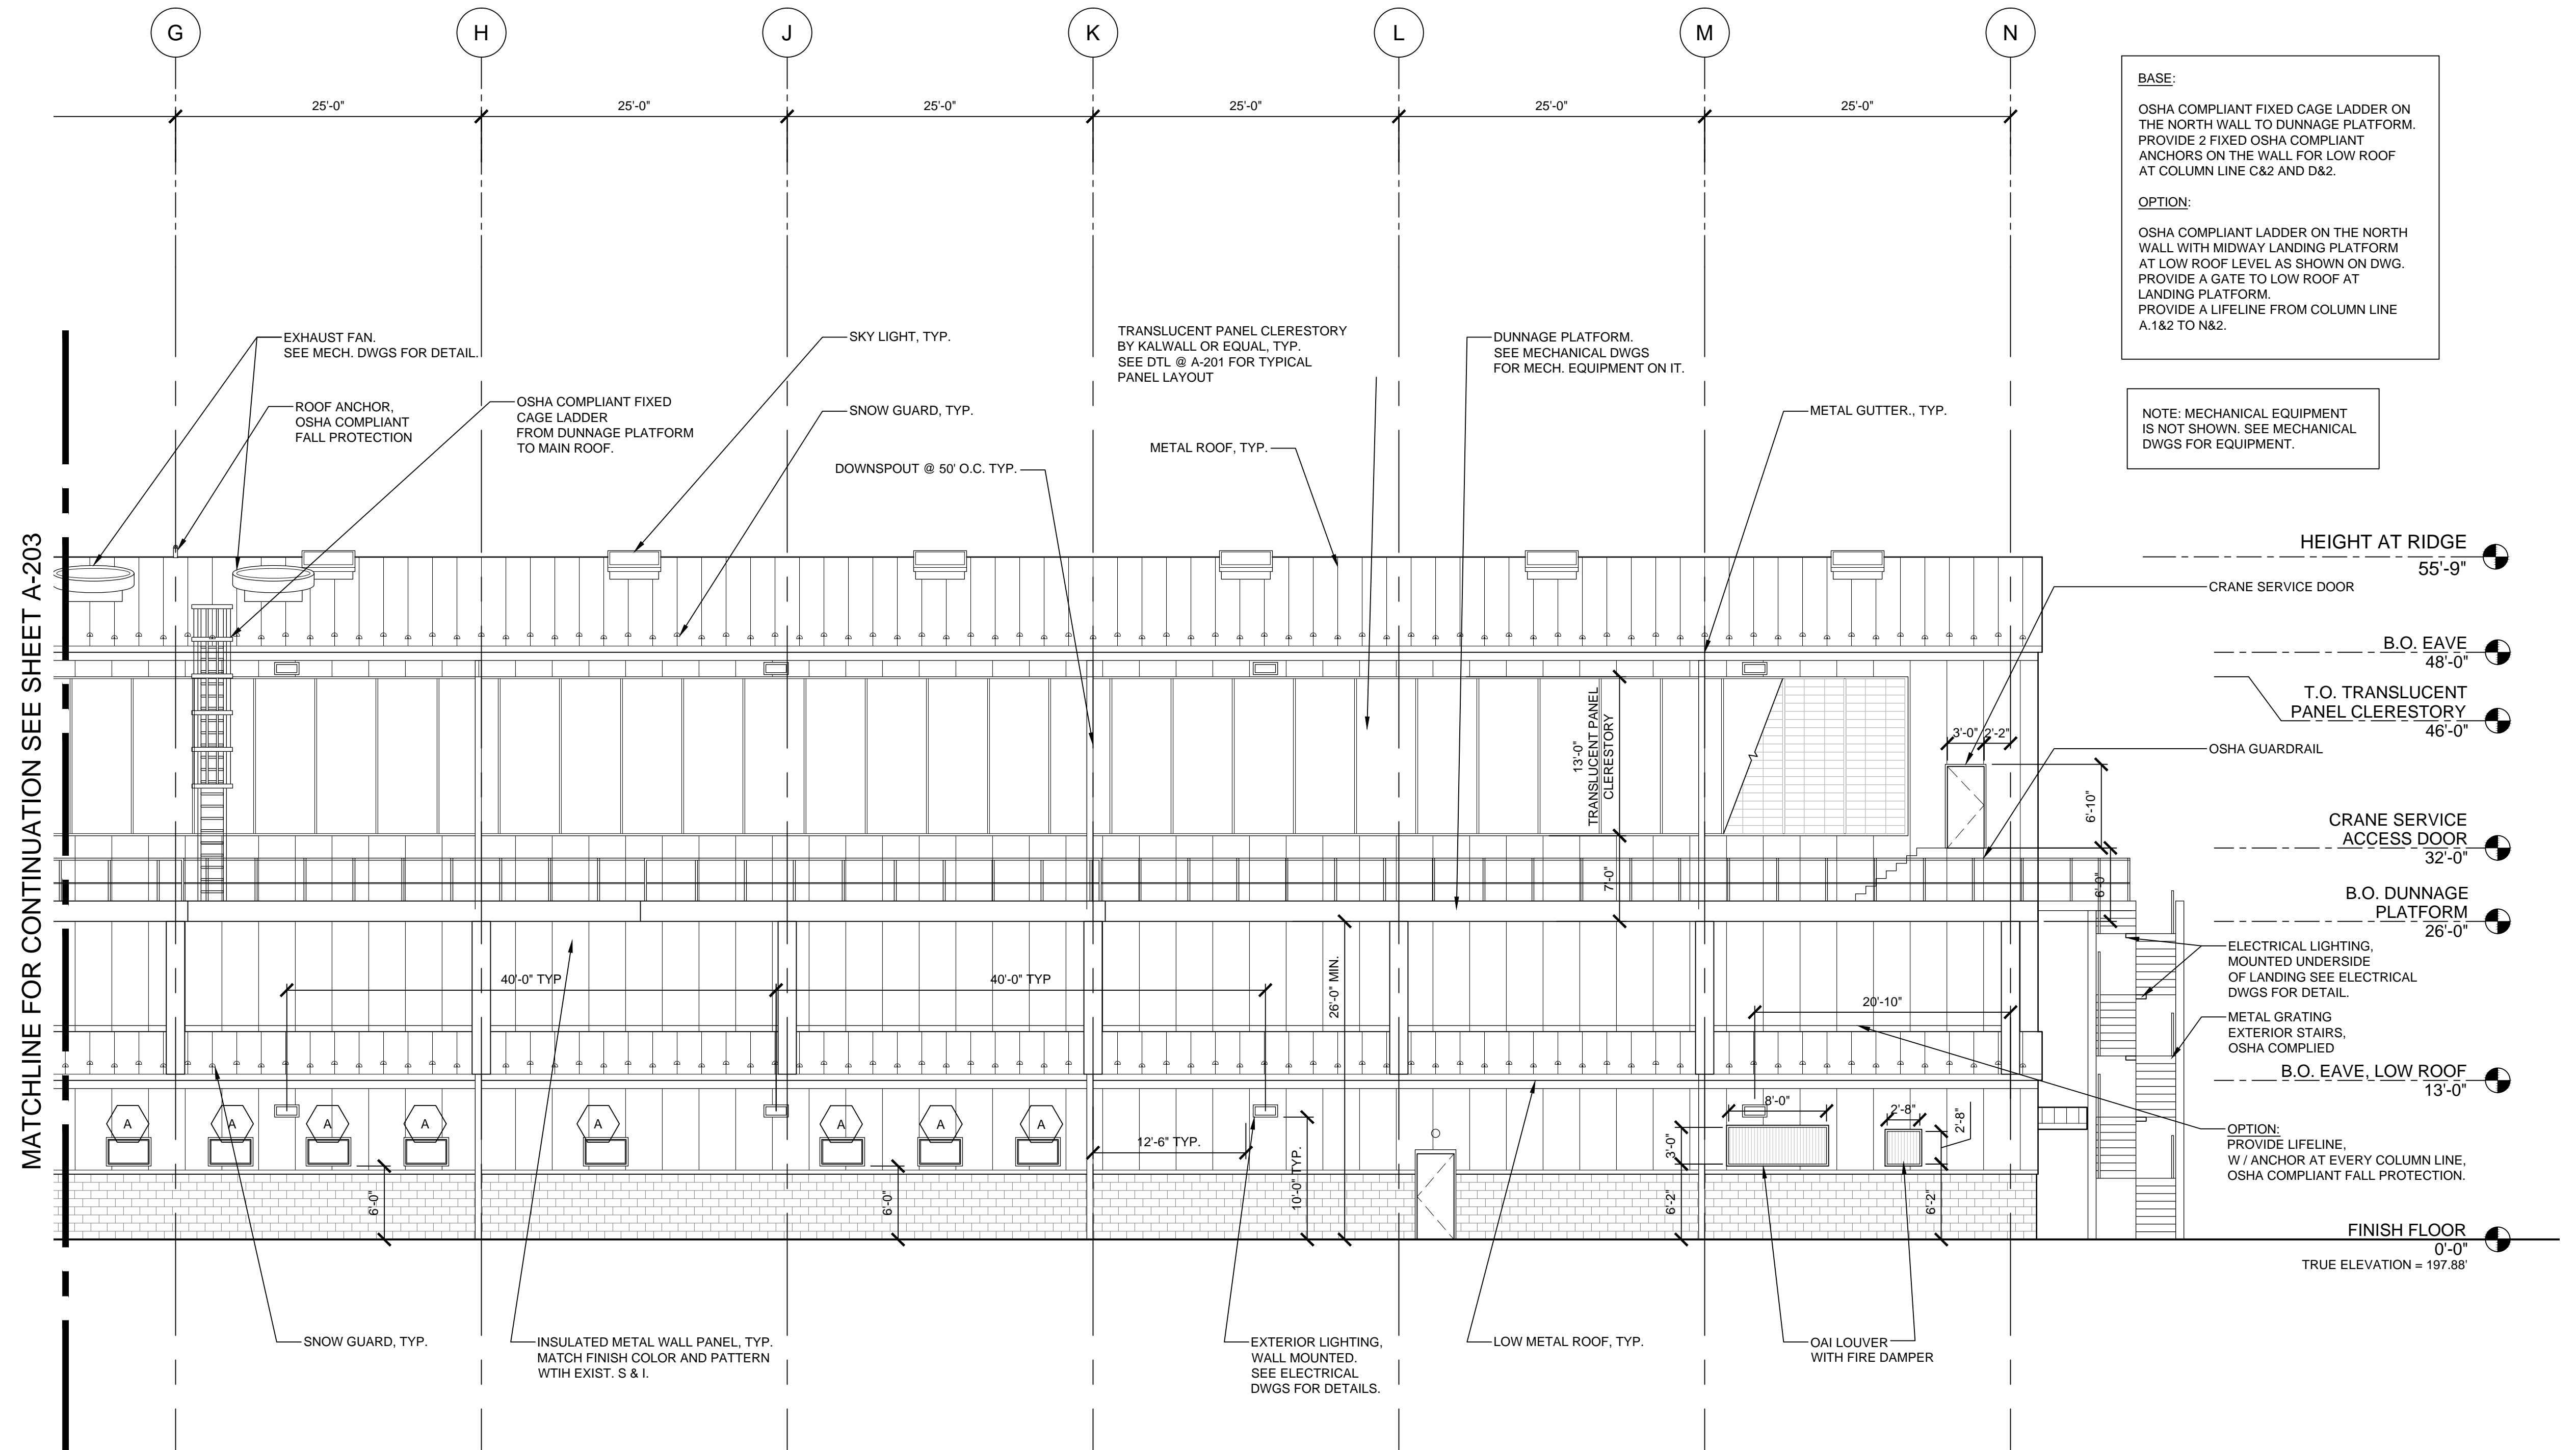 G
H
J
K
L
M
N
25'-0"
25'-0"
25'-0"
25'-0"
25'-0"
25'-0"
BASE:
OSHA COMPLIANT FIXED CAGE LADDER ON
THE NORTH WALL TO DUNNAGE PLATFORM.
PROVIDE 2 FIXED OSHA COMPLIANT
ANCHORS ON THE WALL FOR LOW ROOF
AT COLUMN LINE C&2 AND D&2.
OPTION:
OSHA COMPLIANT LADDER ON THE NORTH
WALL WITH MIDWAY LANDING PLATFORM
AT LOW ROOF LEVEL AS SHOWN ON DWG.
PROVIDE A GATE TO LOW ROOF AT
LANDING PLATFORM.
PROVIDE A LIFELINE FROM COLUMN LINE
A.1&2 TO N&2.
NOTE: MECHANICAL EQUIPMENT
IS NOT SHOWN. SEE MECHANICAL
DWGS FOR EQUIPMENT.
EXHAUST FAN.
SEE MECH. DWGS FOR DETAIL.
ROOF ANCHOR,
OSHA COMPLIANT
FALL PROTECTION
OSHA COMPLIANT FIXED
CAGE LADDER
FROM DUNNAGE PLATFORM
TO MAIN ROOF.
SKY LIGHT, TYP.
SNOW GUARD, TYP.
DOWNSPOUT @ 50' O.C. TYP.
TRANSLUCENT PANEL CLERESTORY
BY KALWALL OR EQUAL, TYP.
SEE DTL @ A-201 FOR TYPICAL
PANEL LAYOUT
METAL ROOF, TYP.
DUNNAGE PLATFORM.
SEE MECHANICAL DWGS
FOR MECH. EQUIPMENT ON IT.
METAL GUTTER., TYP.
MATCHLINE FOR CONTINUATION SEE SHEET A-203
HEIGHT AT RIDGE
55'-9"
CRANE SERVICE DOOR
B.O. EAVE
48'-0"
T.O. TRANSLUCENT
PANEL CLERESTORY
46'-0"
OSHA GUARDRAIL
CRANE SERVICE
ACCESS DOOR
32'-0"
B.O. DUNNAGE
PLATFORM
26'-0"
ELECTRICAL LIGHTING,
MOUNTED UNDERSIDE
OF LANDING SEE ELECTRICAL
DWGS FOR DETAIL.
METAL GRATING
EXTERIOR STAIRS,
OSHA COMPLIED
B.O. EAVE, LOW ROOF
13'-0"
OPTION:
PROVIDE LIFELINE,
W / ANCHOR AT EVERY COLUMN LINE,
OSHA COMPLIANT FALL PROTECTION.
FINISH FLOOR
0'-0"
TRUE ELEVATION = 197.88'
13'-0"
TRANSLUCENT PANEL
CLERESTORY
3'-0"
2'-2"
6'-10"
6'-0"
7'-0"
40'-0" TYP
40'-0" TYP
26'-0" MIN.
20'-10"
A
A
A
A
A
A
A
A
12'-6" TYP.
10'-0" TYP.
8'-0"
2'-8"
2'-8"
3'-0"
6'-2"
6'-2"
6'-0"
6'-0"
SNOW GUARD, TYP.
INSULATED METAL WALL PANEL, TYP.
MATCH FINISH COLOR AND PATTERN
WTIH EXIST. S & I.
EXTERIOR LIGHTING,
WALL MOUNTED.
SEE ELECTRICAL
DWGS FOR DETAILS.
LOW METAL ROOF, TYP.
OAI LOUVER
WITH FIRE DAMPER